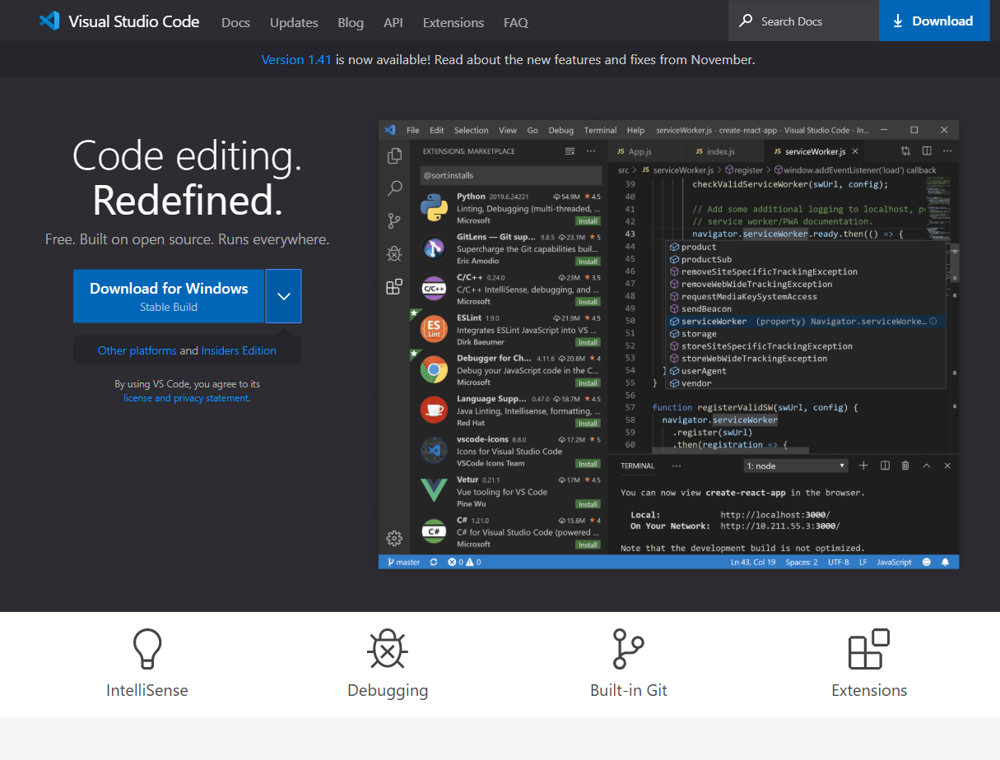 Visual Studio Code Docs Updates Blog API Extensions FAQ Search Docs Download
Version 1.41 is now available! Read about the new features and fixes from November.
Code editing.
Redefined.
Free. Built on open source. Runs everywhere.
Download for Windows
Stable Build
Other platforms and Insiders Edition
By using VS Code, you agree to its
license and privacy statement.
File Edit Selection View Go Debug Terminal Help serviceWorker.js - create-react-app - Visual Studio Code - In...
EXTENSIONS: MARKETPLACE
@sort:installs
Python 2019.6.24221 54.9M ★ 4.5
Linting, Debugging (multi-threaded, ...
Microsoft Install
GitLens — Git sup... 9.8.5 23.1M ★ 5
Supercharge the Git capabilities buil...
Eric Amodio Install
C/C++ 0.24.0 23M ★ 3.5
C/C++ IntelliSense, debugging, and ...
Microsoft Install
C/C++
ESLint 1.9.0 21.9M ★ 4.5
Integrates ESLint JavaScript into VS ...
Dirk Baeumer Install
ES
Lint
Debugger for Ch... 4.11.6 20.6M ★ 4
Debug your JavaScript code in the C...
Microsoft Install
Language Supp... 0.47.0 18.7M ★ 4.5
Java Linting, Intellisense, formatting, ...
Red Hat Install
vscode-icons 8.8.0 17.2M ★ 5
Icons for Visual Studio Code
VSCode Icons Team Install
Vetur 0.21.1 17M ★ 4.5
Vue tooling for VS Code
Pine Wu Install
C# 1.21.0 15.6M ★ 4
C# for Visual Studio Code (powered ...
Microsoft Install
C#
JS App.js JS index.js JS serviceWorker.js
src > JS serviceWorker.js > register > window.addEventListener('load') callback
39 checkValidServiceWorker(swUrl, config);
40
41 // Add some additional logging to localhost, p
42 // service worker/PWA documentation.
43 navigator.serviceWorker.ready.then(() => {
44 product
45 productSub
46 removeSiteSpecificTrackingException
47 removeWebWideTrackingException
48 requestMediaKeySystemAccess
49 sendBeacon
50 serviceWorker (property) Navigator.serviceWorke...
51 storage
52 storeSiteSpecificTrackingException
53 storeWebWideTrackingException
54 } userAgent
55 } vendor
56
57 function registerValidSW(swUrl, config) {
58 navigator.serviceWorker
59 .register(swUrl)
60 .then(registration => {
TERMINAL ... 1: node
You can now view create-react-app in the browser.
Local: http://localhost:3000/
On Your Network: http://10.211.55.3:3000/
Note that the development build is not optimized.
master 0 0 Ln 43, Col 19 Spaces: 2 UTF-8 LF JavaScript
IntelliSense Debugging Built-in Git Extensions